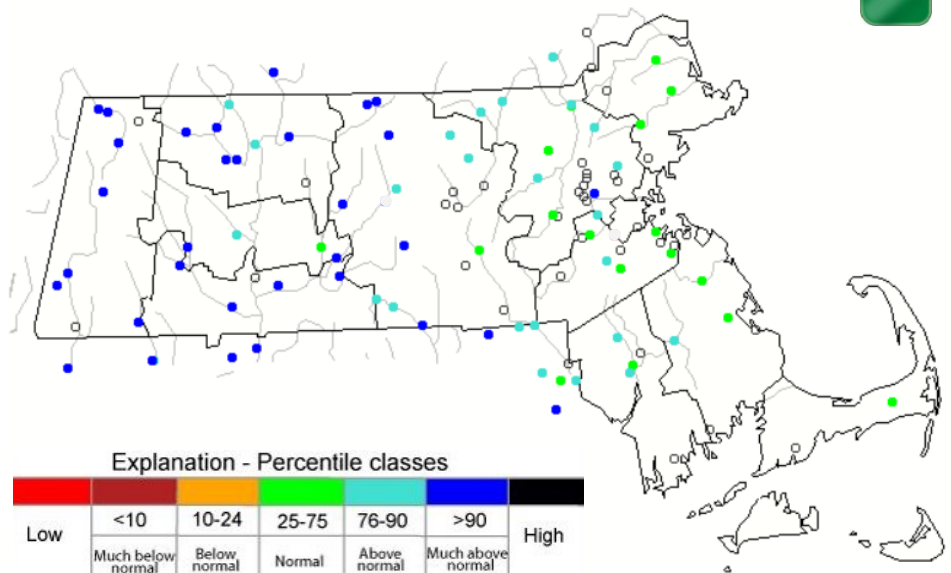 Explanation - Percentile classes
Low <10 10-24 25-75 76-90 >90 High
Much below normal Below normal Normal Above normal Much above normal